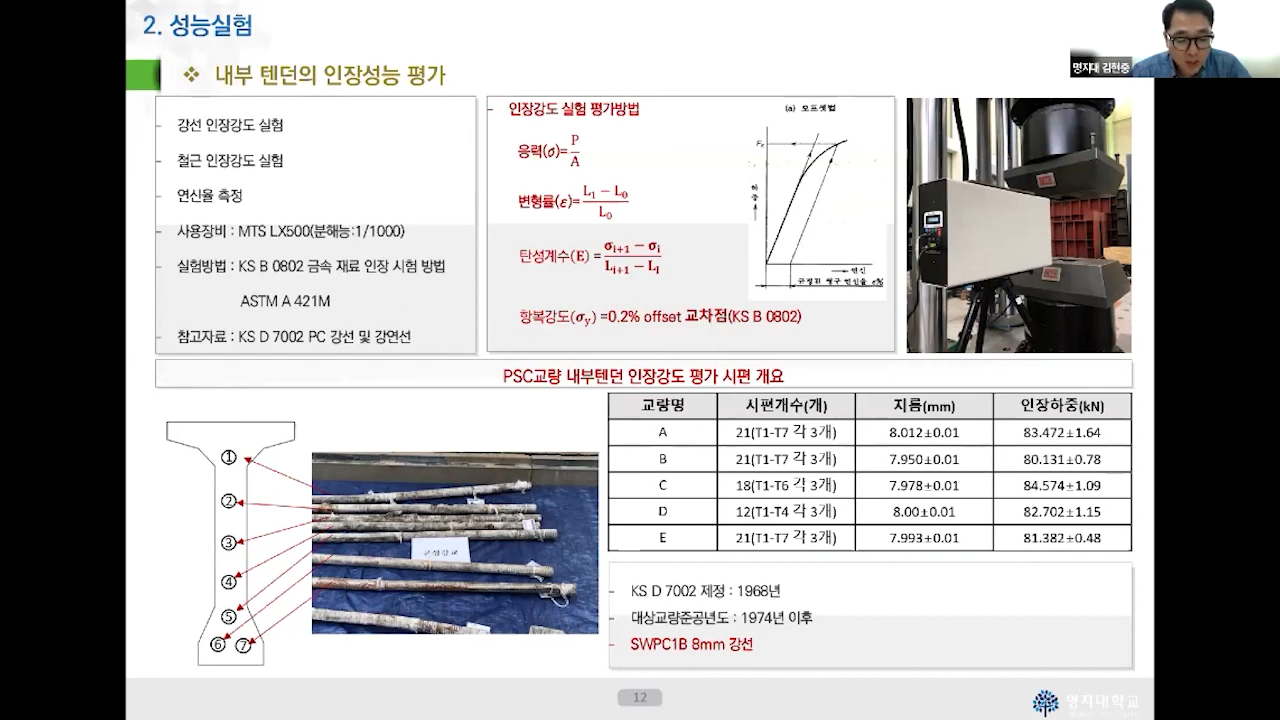 2. 성능실험
명지대 김현중
❖ 내부 텐던의 인장성능 평가
- 강선 인장강도 실험
- 철근 인장강도 실험
- 연신율 측정
- 사용장비 : MTS LX500(분해능:1/1000)
- 실험방법 : KS B 0802 금속 재료 인장 시험 방법
ASTM A 421M
- 참고자료 : KS D 7002 PC 강선 및 강연선
- 인장강도 실험 평가방법
응력(σ)=P/A
변형률(ε)=L₁ − L₀/L₀
탄성계수(E) =σᵢ₊₁ − σᵢ/Lᵢ₊₁ − Lᵢ
항복강도(σy) =0.2% offset 교차점(KS B 0802)
(a) 오프셋법
하중
연신
PSC교량 내부텐던 인장강도 평가 시편 개요
① 
② 
③ 
④ 
⑤ 
⑥ ⑦
교량명 시편개수(개) 지름(mm) 인장하중(kN)
A 21(T1-T7 각 3개) 8.012±0.01 83.472±1.64
B 21(T1-T7 각 3개) 7.950±0.01 80.131±0.78
C 18(T1-T6 각 3개) 7.978±0.01 84.574±1.09
D 12(T1-T4 각 3개) 8.00±0.01 82.702±1.15
E 21(T1-T7 각 3개) 7.993±0.01 81.382±0.48
- KS D 7002 제정 : 1968년
- 대상교량준공년도 : 1974년 이후
- SWPC1B 8mm 강선
12
명지대학교